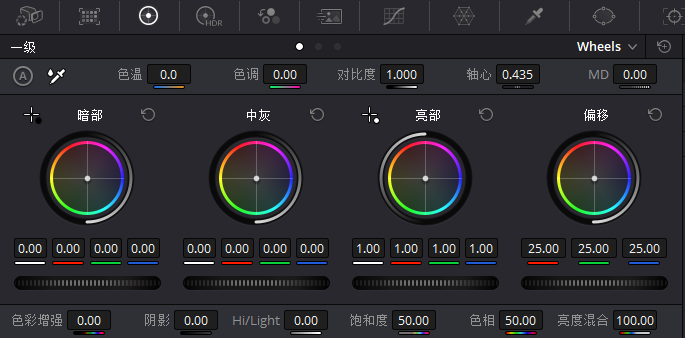 HDR
一级 Wheels
A 色温 0.0 色调 0.00 对比度 1.000 轴心 0.435 MD 0.00
暗部 中灰 亮部 偏移
0.00 0.00 0.00 0.00 0.00 0.00 0.00 0.00 1.00 1.00 1.00 1.00 25.00 25.00 25.00
色彩增强 0.00 阴影 0.00 Hi/Light 0.00 饱和度 50.00 色相 50.00 亮度混合 100.00